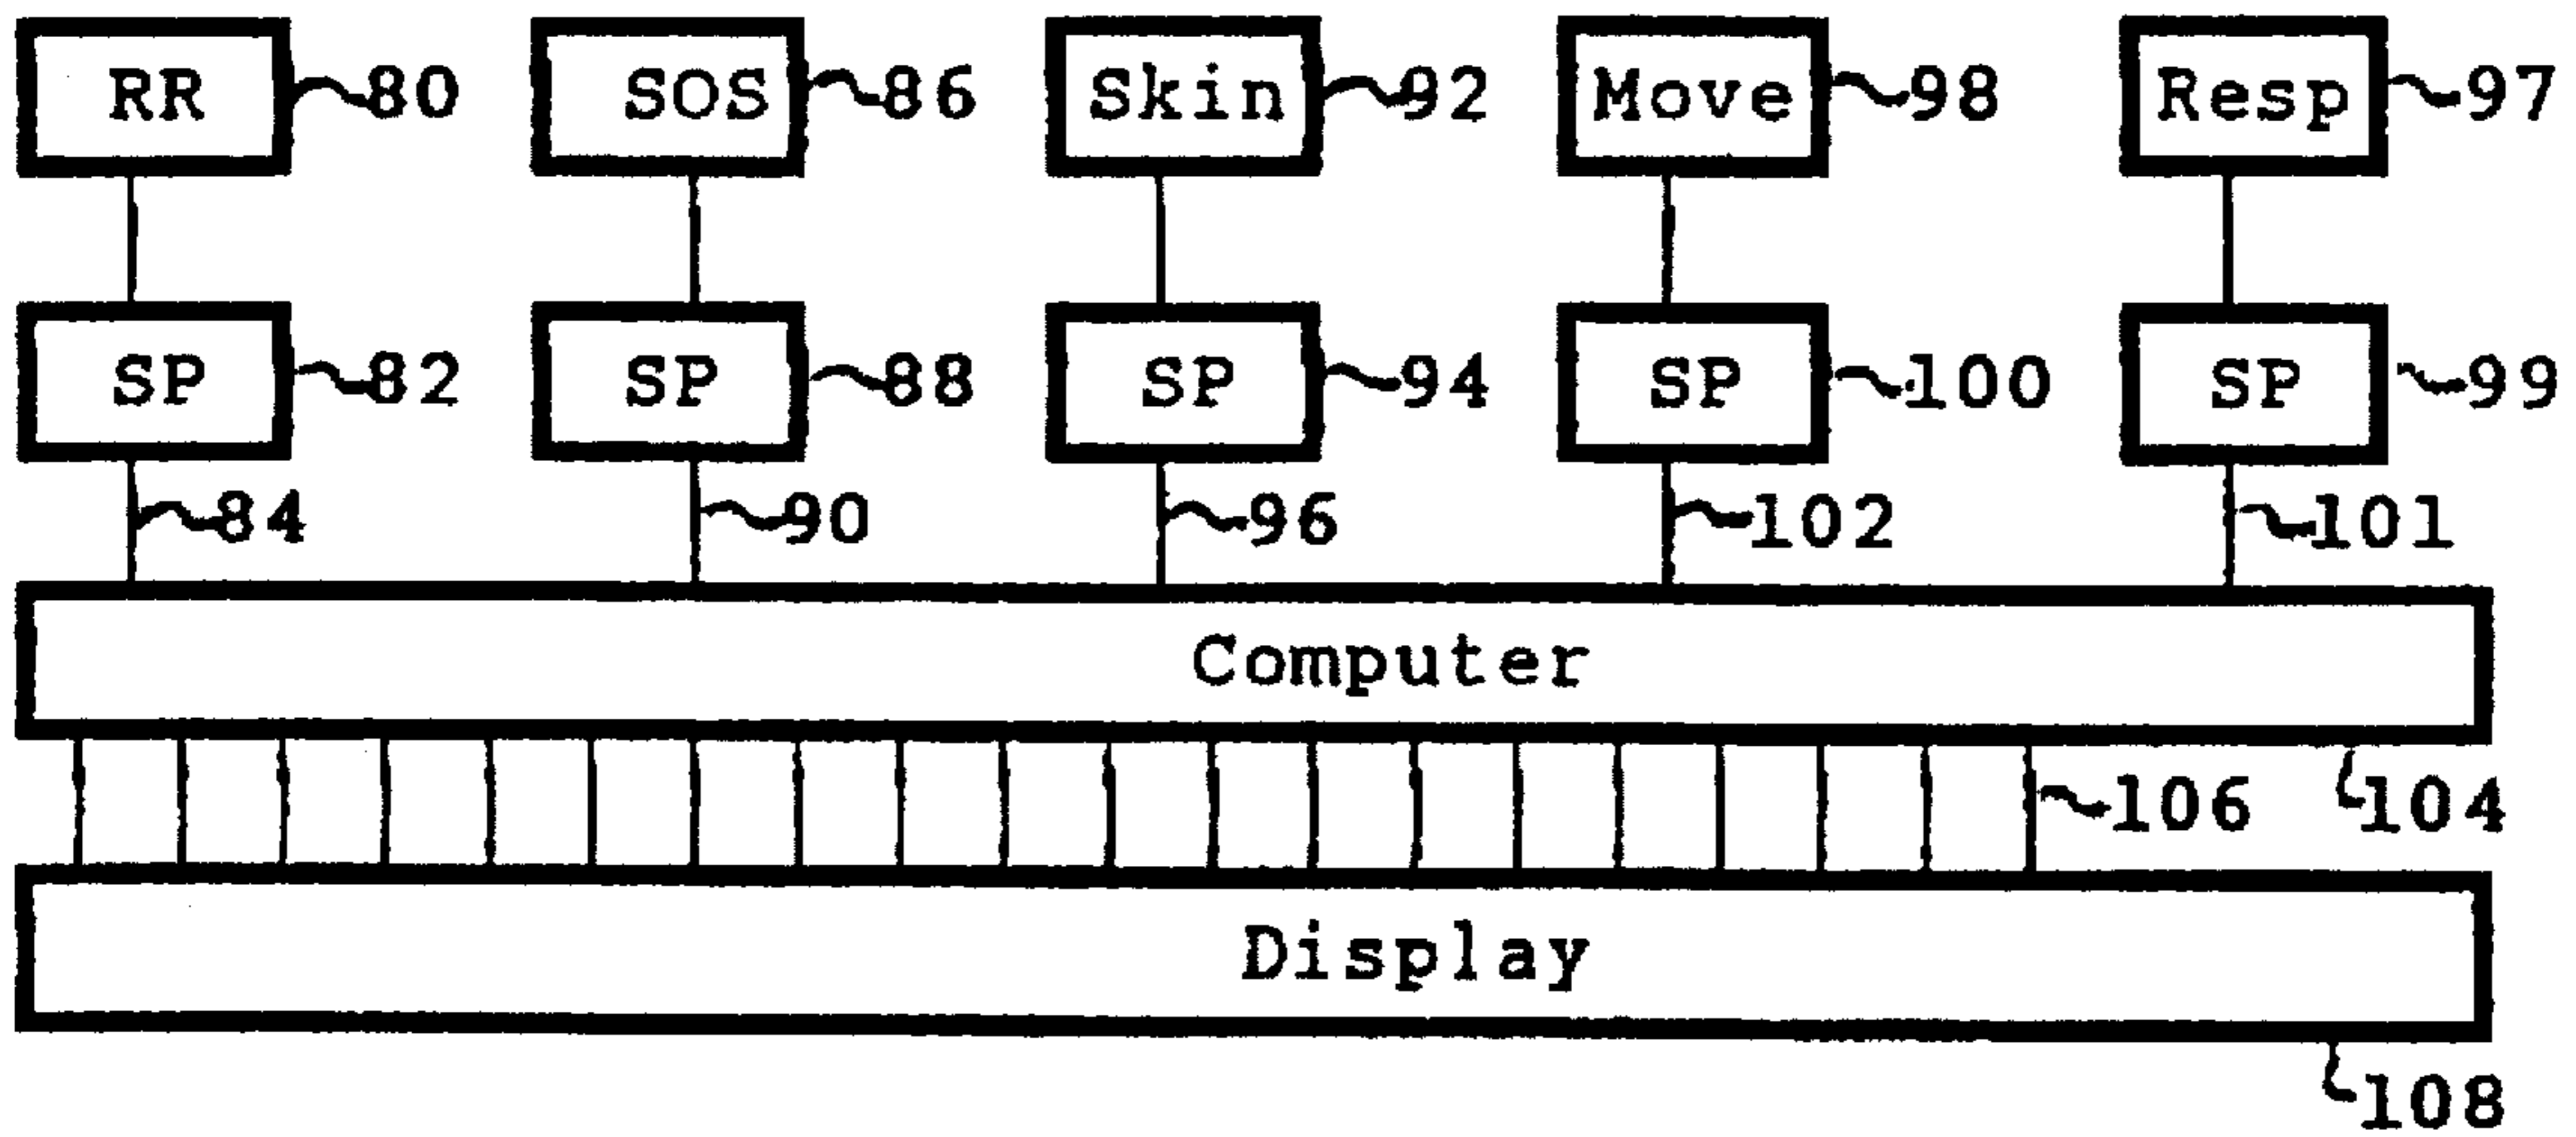 RR 80 SOS 86 Skin 92 Move 98 Resp 97
SP 82 SP 88 SP 94 SP 100 SP 99
84 90 96 102 101
Computer
106 104
Display
108